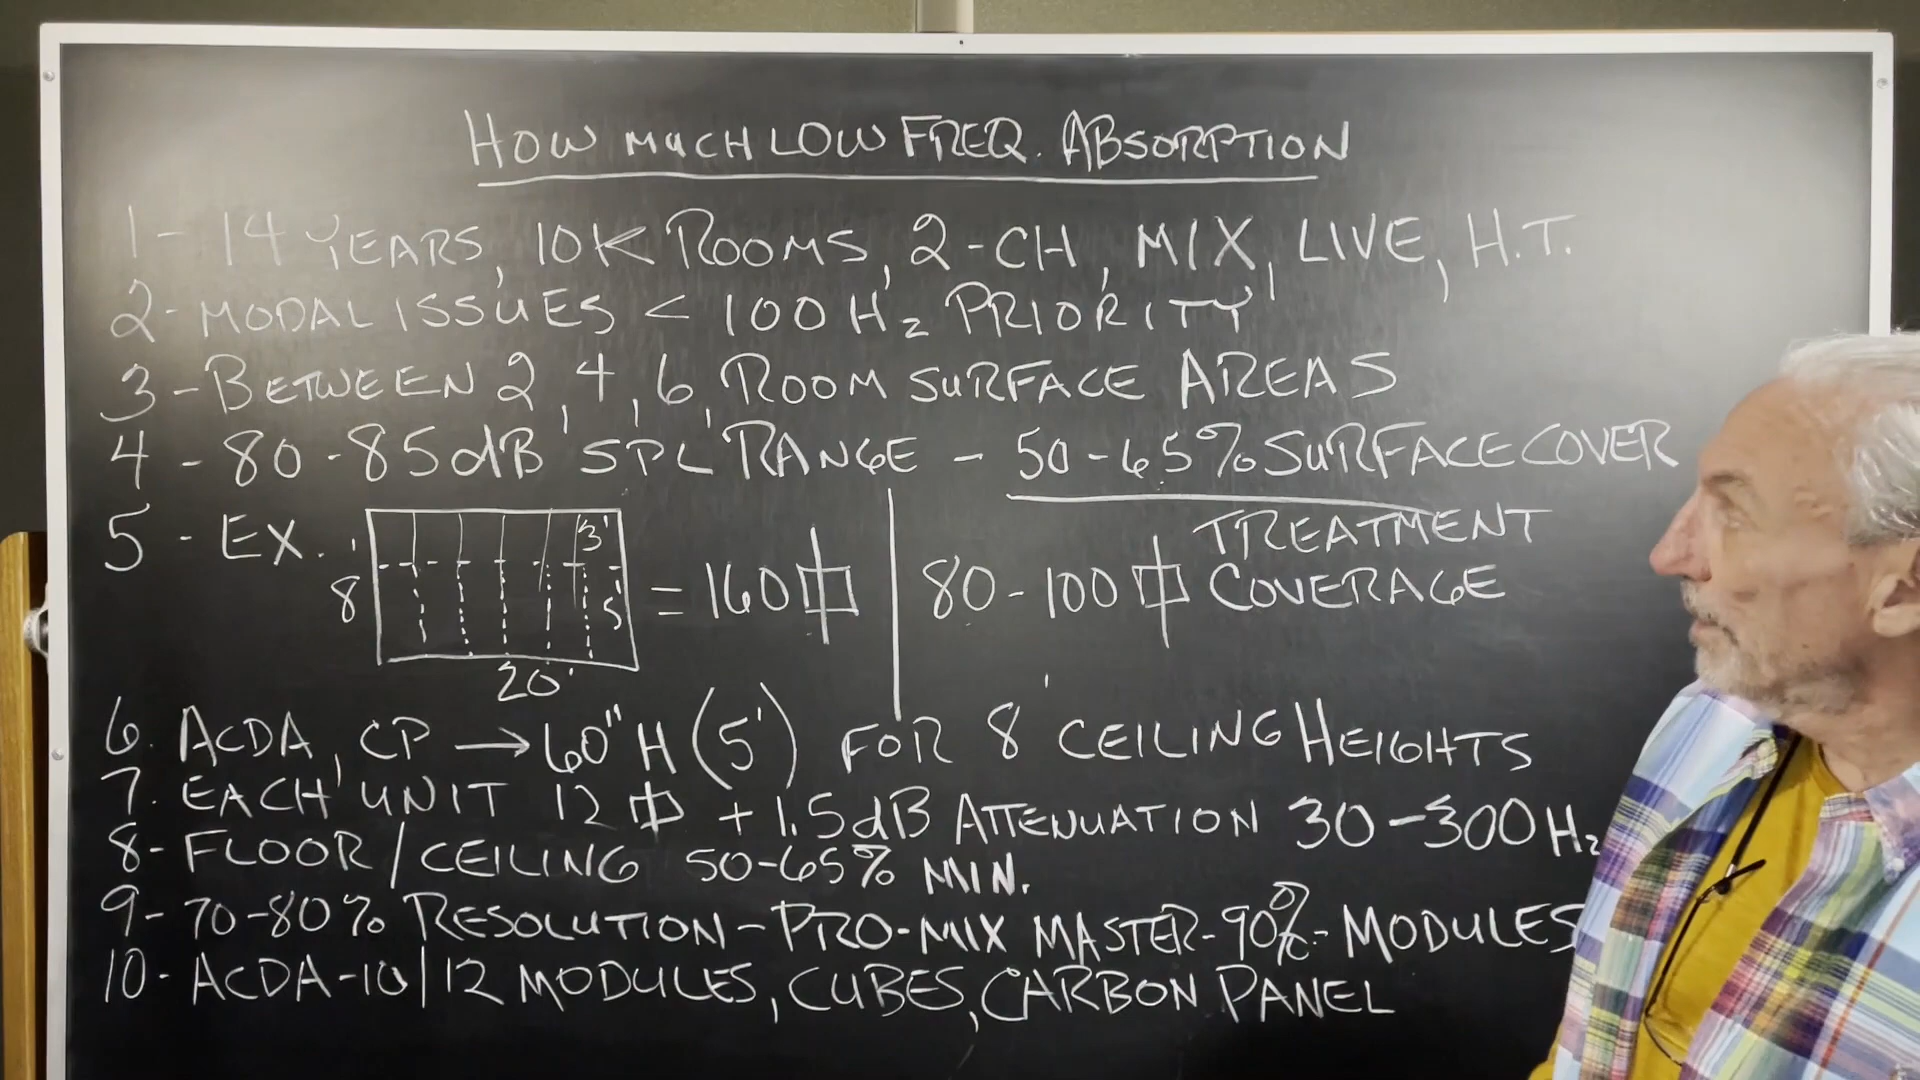 HOW MUCH LOW FREQ. ABSORPTION
1- 14 YEARS, 10K ROOMS, 2-CH, MIX, LIVE, H.T.
2- MODAL ISSUES < 100 Hz PRIORITY
3- BETWEEN 2, 4, 6, ROOM SURFACE AREAS
4 - 80-85dB SPL RANGE - 50-65% SURFACE COVER
5 - EX. 8' 3' 5 20' = 160 ⏍ | 80-100 ⏍ TREATMENT COVERAGE
6. ACDA, CP → 60" H (5') FOR 8' CEILING HEIGHTS
7. EACH UNIT 12 ⏍ + 1.5dB ATTENUATION 30-300 Hz
8- FLOOR/CEILING 50-65% MIN.
9- 70-80% RESOLUTION - PRO-MIX MASTER-90%- MODULES
10- ACDA-10/12 MODULES, CUBES, CARBON PANEL